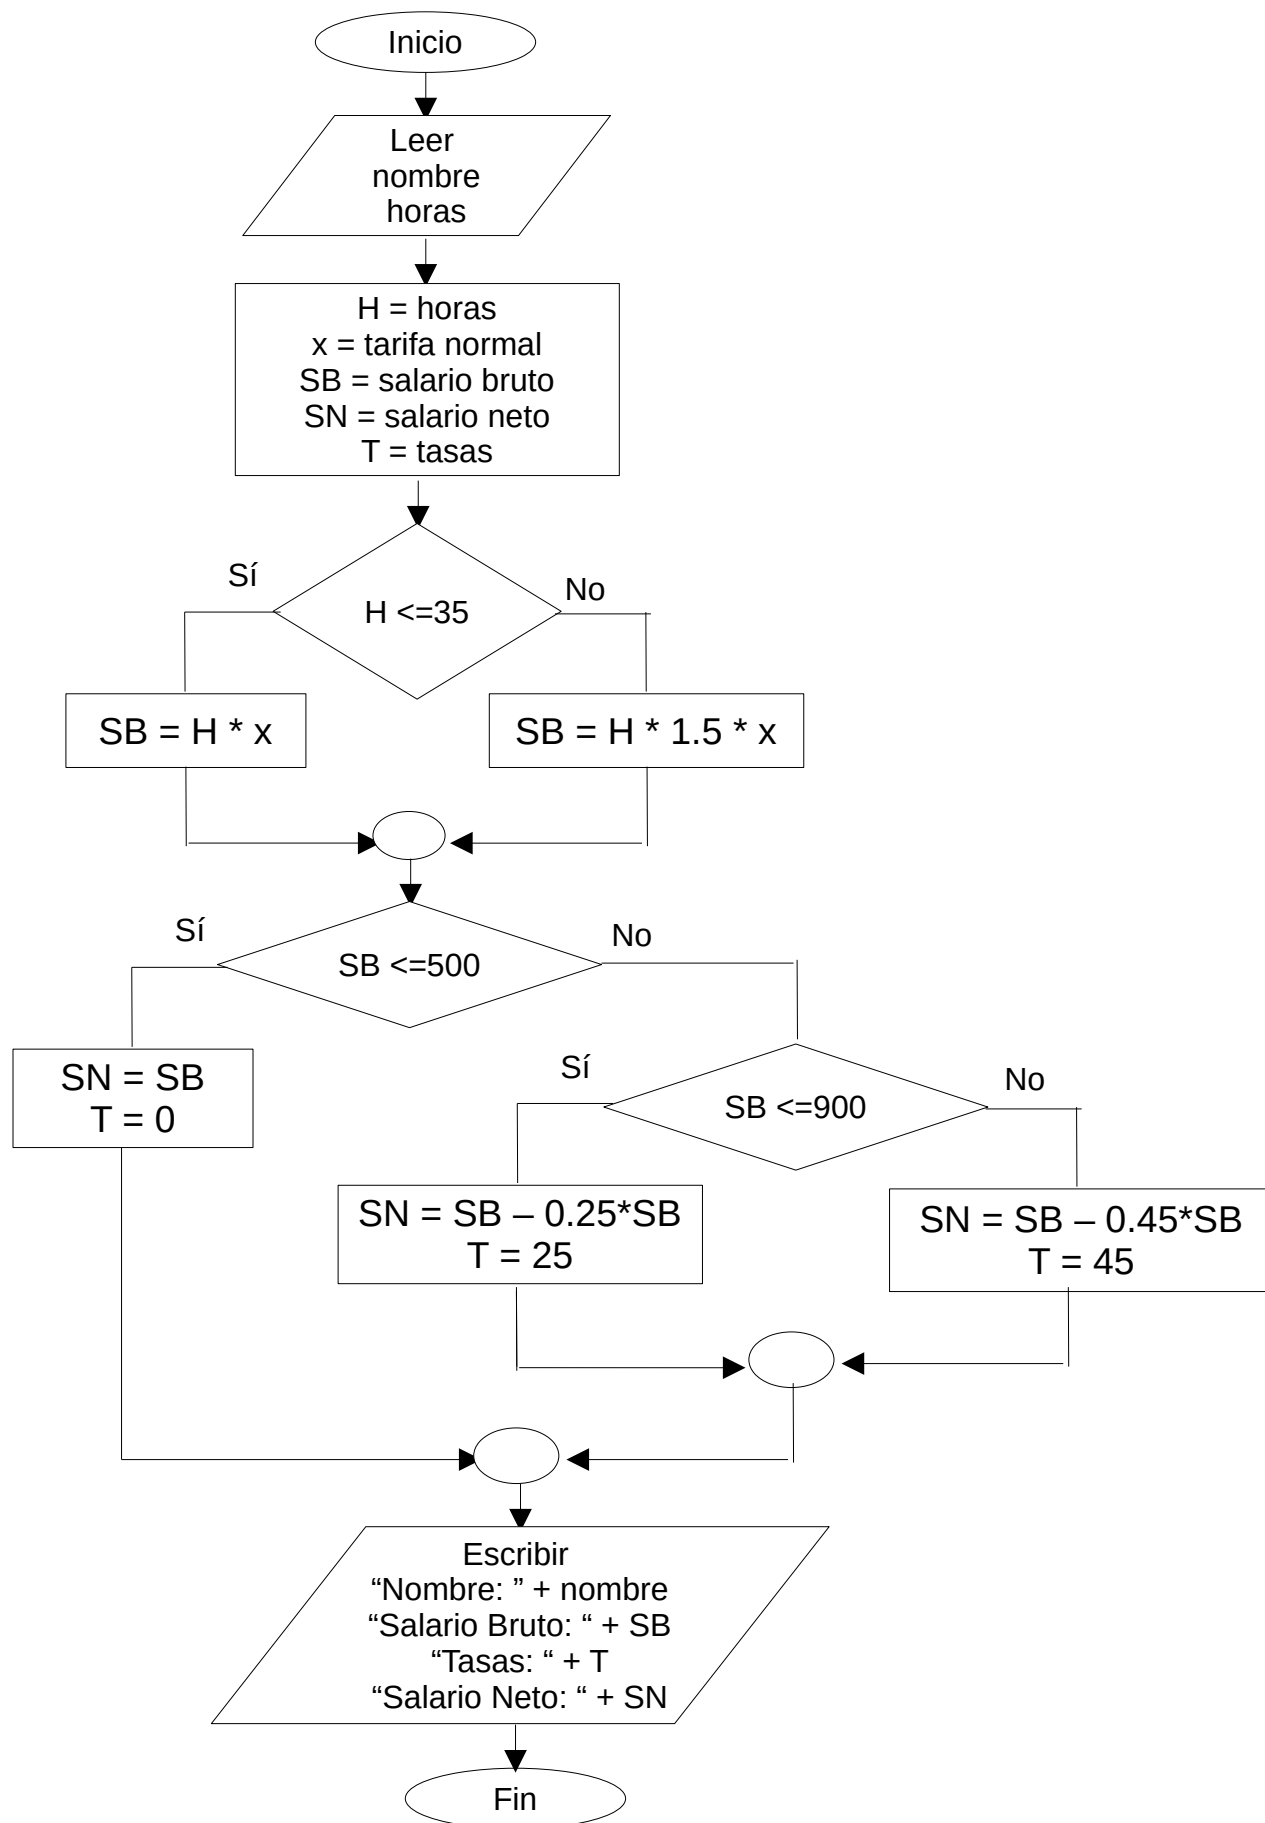 Inicio
Leer
nombre
horas
H = horas
x = tarifa normal
SB = salario bruto
SN = salario neto
T = tasas
Sí
No
H <=35
SB = H * x
SB = H * 1.5 * x
Sí
No
SB <=500
SN = SB
T = 0
Sí
No
SB <=900
SN = SB – 0.25*SB
T = 25
SN = SB – 0.45*SB
T = 45
Escribir
“Nombre: ” + nombre
“Salario Bruto: “ + SB
“Tasas: “ + T
“Salario Neto: “ + SN
Fin